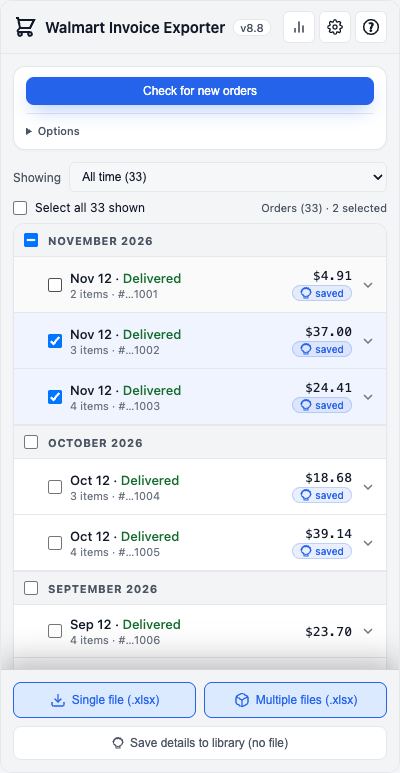 Walmart Invoice Exporter v8.8
Check for new orders
Options
Showing All time (33)
Select all 33 shown Orders (33) · 2 selected
NOVEMBER 2026
Nov 12 · Delivered $4.91
2 items · #...1001 saved
Nov 12 · Delivered $37.00
3 items · #...1002 saved
Nov 12 · Delivered $24.41
4 items · #...1003 saved
OCTOBER 2026
Oct 12 · Delivered $18.68
3 items · #...1004 saved
Oct 12 · Delivered $39.14
4 items · #...1005 saved
SEPTEMBER 2026
Sep 12 · Delivered $23.70
4 items · #...1006
Single file (.xlsx) Multiple files (.xlsx)
Save details to library (no file)